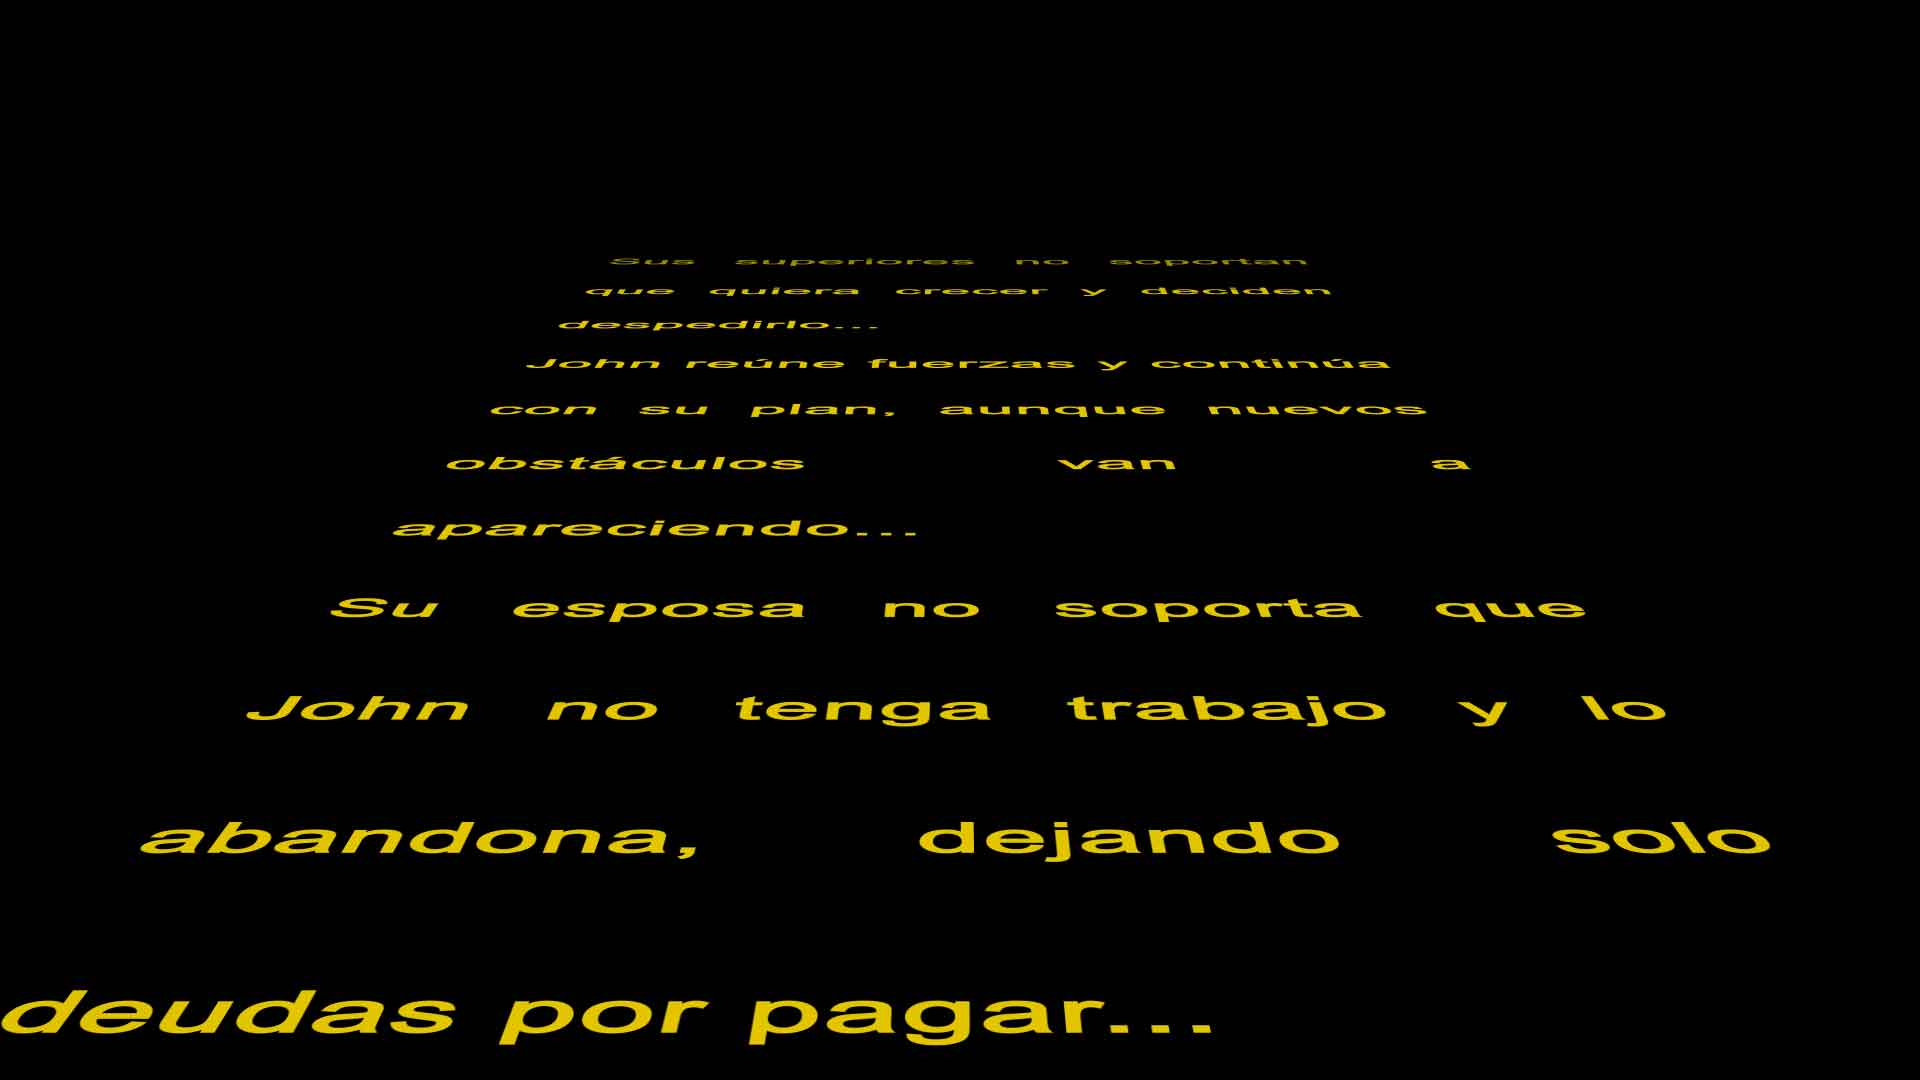 Sus superiores no soportan
que quiera crecer y deciden
despedirlo...
John reúne fuerzas y continúa
con su plan, aunque nuevos
obstáculos van a
apareciendo...
Su esposa no soporta que
John no tenga trabajo y lo
abandona, dejando solo
deudas por pagar...